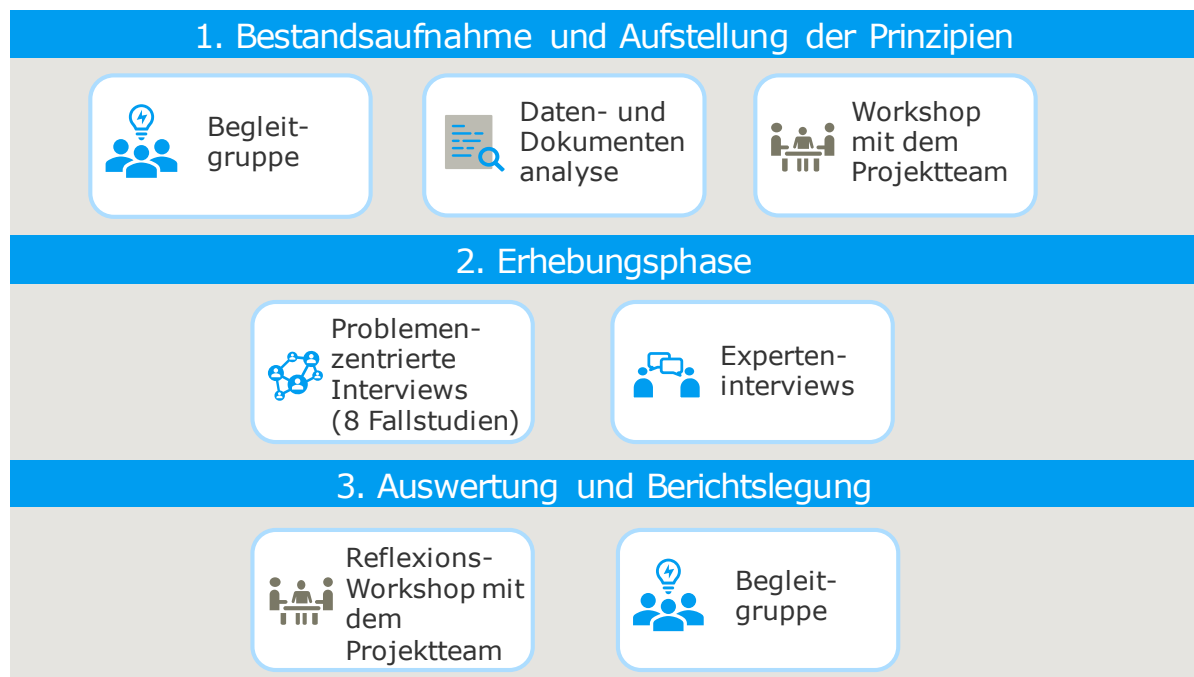 1. Bestandsaufnahme und Aufstellung der Prinzipien
Begleit-
gruppe
Daten- und
Dokumenten
analyse
Workshop
mit dem
Projektteam
2. Erhebungsphase
Problemen-
zentrierte
Interviews
(8 Fallstudien)
Experten-
interviews
3. Auswertung und Berichtslegung
Reflexions-
Workshop mit
dem
Projektteam
Begleit-
gruppe